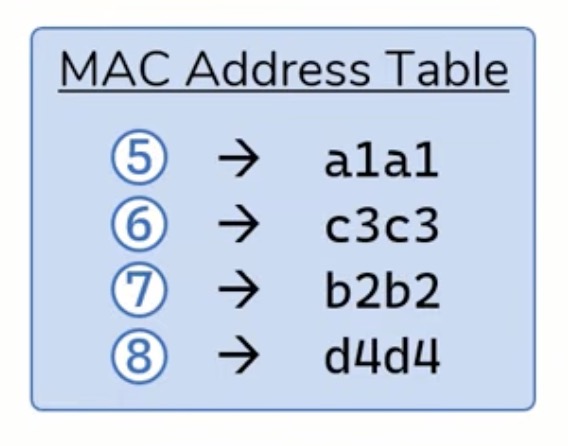 MAC Address Table
5 → a1a1
6 → c3c3
7 → b2b2
8 → d4d4